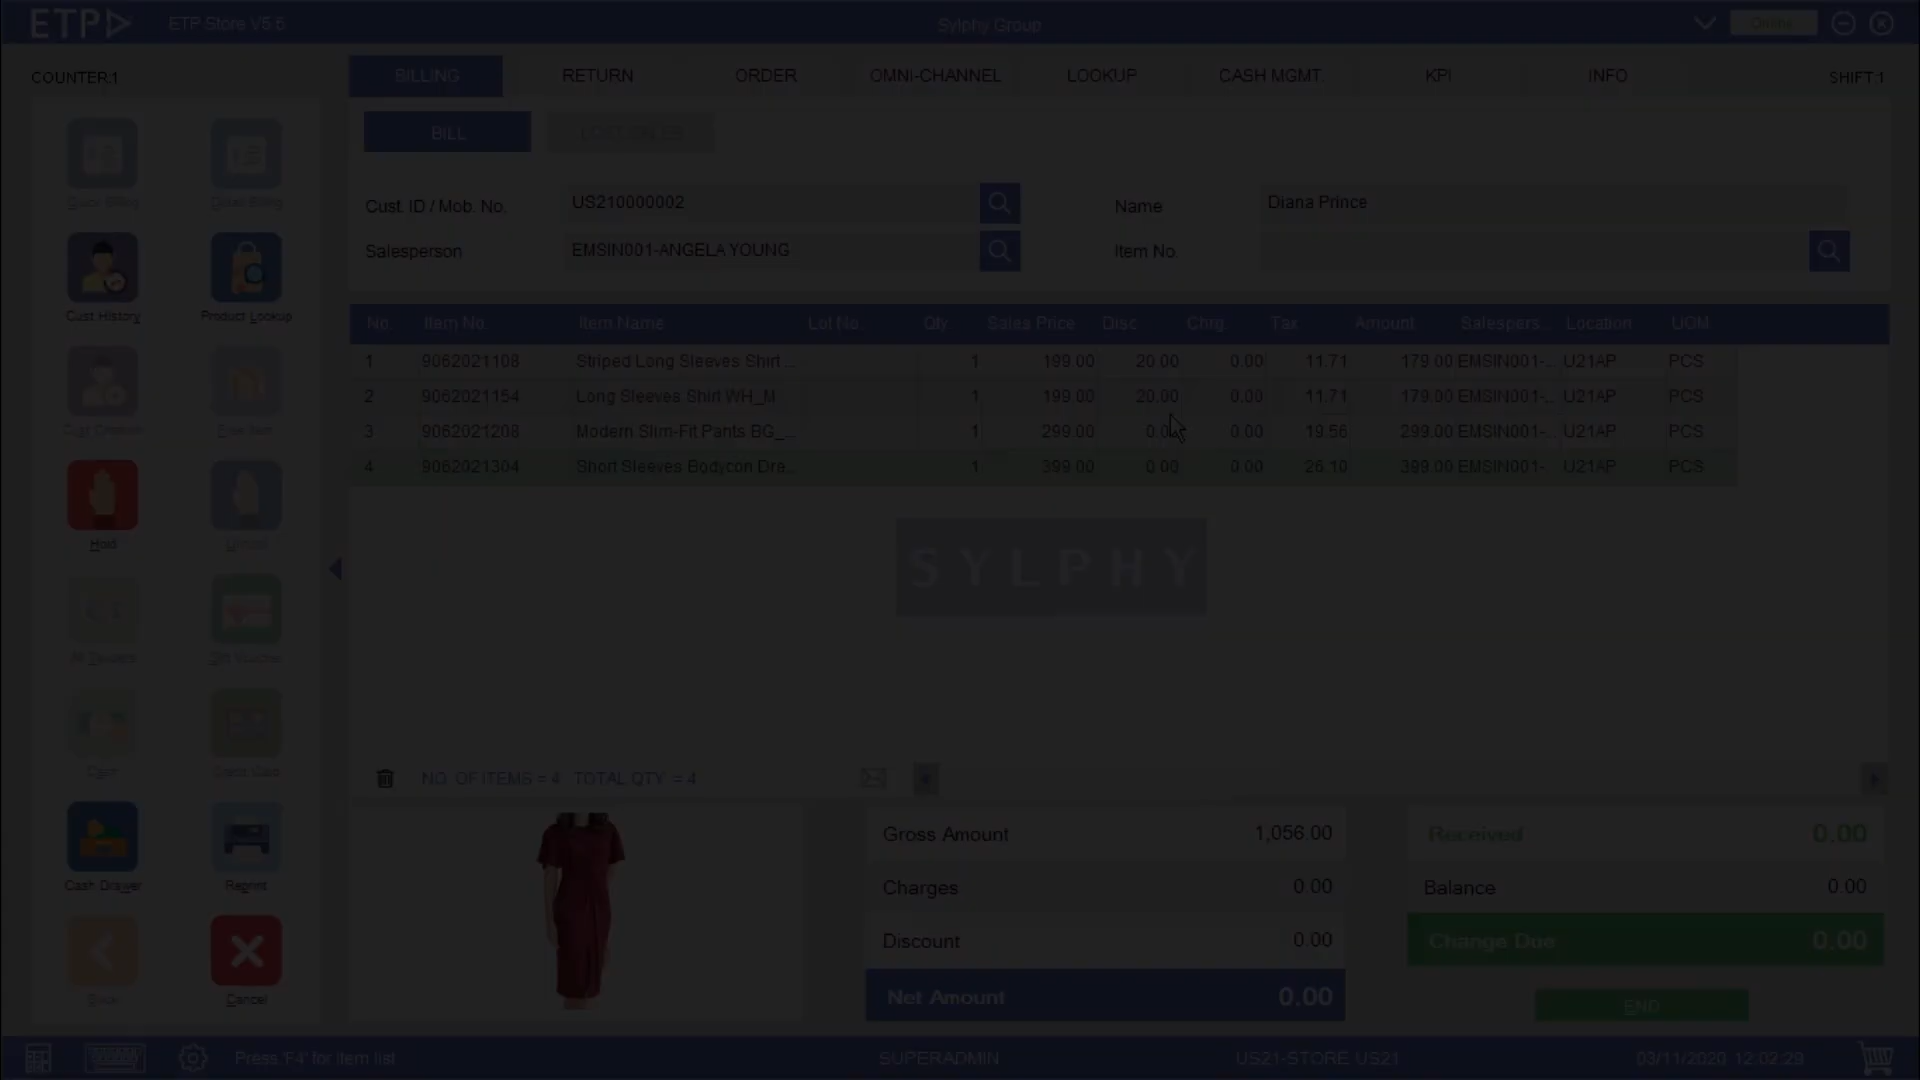 ETP ETP Store V5.5 Sylphy Group Online
COUNTER:1 BILLING RETURN ORDER OMNI-CHANNEL LOOKUP CASH MGMT. KPI INFO SHIFT:1
BILL
Cust. ID / Mob. No. US210000002 Name Diana Prince
Salesperson EMSIN001-ANGELA YOUNG Item No.
Cust History Product Lookup
No. Item No. Item Name Lot No. Qty. Sales Price Disc. Chrg. Tax Amount Salespers... Location UOM
1 9062021108 Striped Long Sleeves Shirt ... 1 199.00 20.00 0.00 11.71 179.00 EMSIN001-... U21AP PCS
2 9062021154 Long Sleeves Shirt WH_M 1 199.00 20.00 0.00 11.71 179.00 EMSIN001-... U21AP PCS
3 9062021208 Modern Slim-Fit Pants BG_... 1 299.00 0.00 0.00 19.56 299.00 EMSIN001-... U21AP PCS
4 9062021304 Short Sleeves Bodycon Dre... 1 399.00 0.00 0.00 26.10 399.00 EMSIN001-... U21AP PCS
Hold
SYLPHY
Gift Voucher
Cash Credit Card
NO. OF ITEMS = 4 TOTAL QTY. = 4
Gross Amount 1,056.00 Received 0.00
Cash Drawer Reprint Charges 0.00 Balance 0.00
Discount 0.00 Change Due 0.00
Cancel Net Amount 0.00 END
Press 'F4' for item list SUPERADMIN US21-STORE US21 03/11/2020 12:02:29